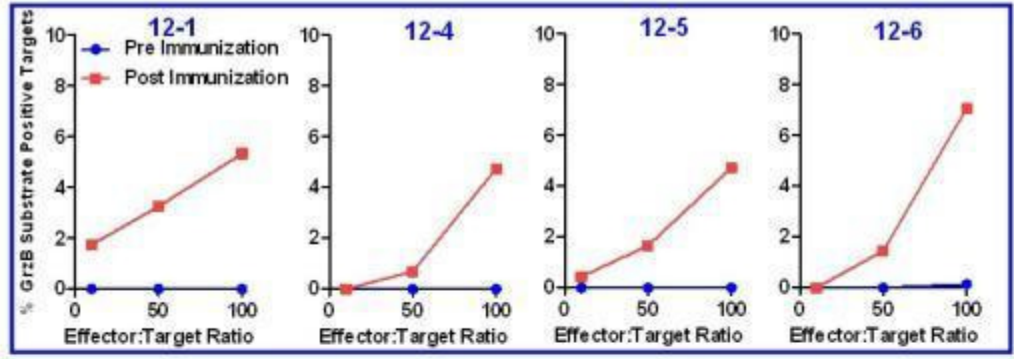 12-1 12-4 12-5 12-6
% GrzB Substrate Positive Targets
Pre Immunization
Post Immunization
10 10 10 10
8 8 8 8
6 6 6 6
4 4 4 4
2 2 2 2
0 0 0 0
0 50 100 0 50 100 0 50 100 0 50 100
Effector:Target Ratio Effector:Target Ratio Effector:Target Ratio Effector:Target Ratio